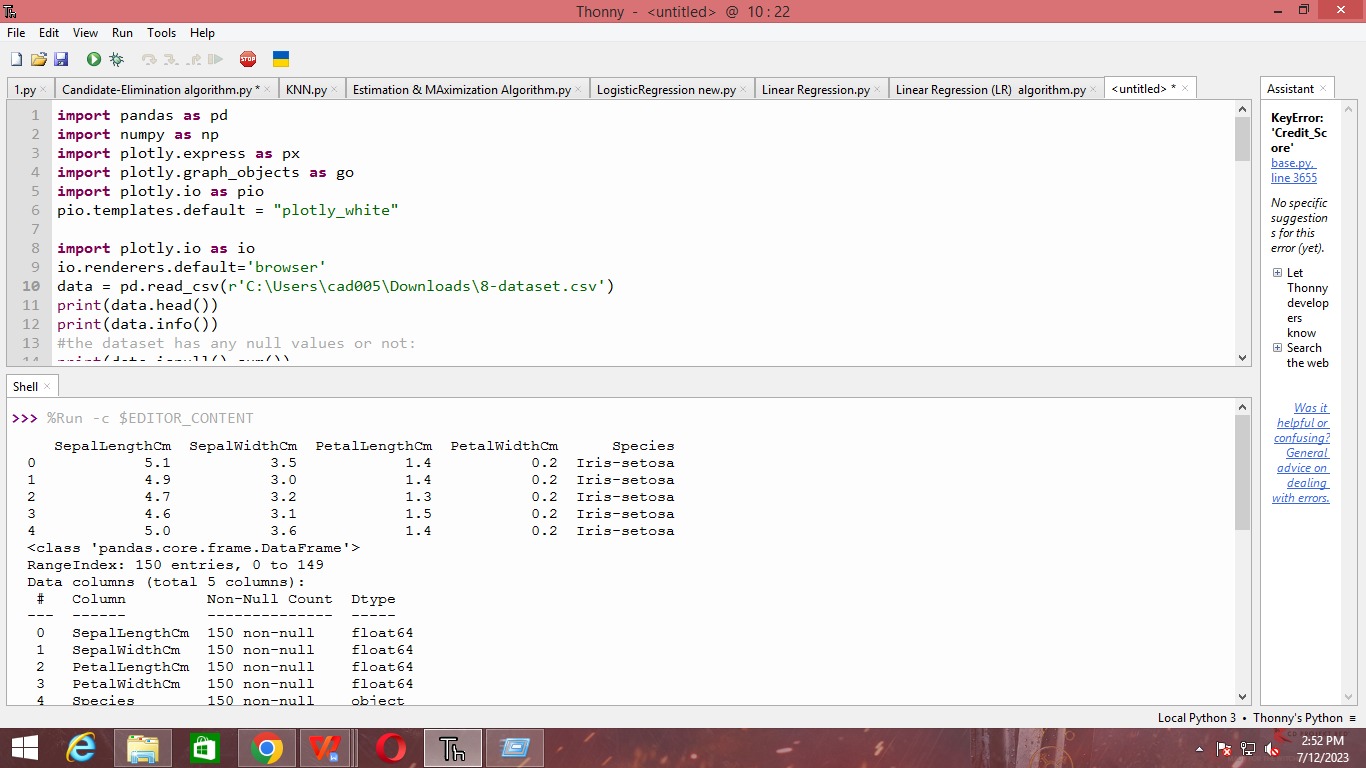 Thonny - <untitled> @ 10 : 22
File Edit View Run Tools Help
STOP
1.py Candidate-Elimination algorithm.py * KNN.py Estimation & MAximization Algorithm.py LogisticRegression new.py Linear Regression.py Linear Regression (LR) algorithm.py <untitled> *
1 import pandas as pd
2 import numpy as np
3 import plotly.express as px
4 import plotly.graph_objects as go
5 import plotly.io as pio
6 pio.templates.default = "plotly_white"
7
8 import plotly.io as io
9 io.renderers.default='browser'
10 data = pd.read_csv(r'C:\Users\cad005\Downloads\8-dataset.csv')
11 print(data.head())
12 print(data.info())
13 #the dataset has any null values or not:
14 print(data.isnull().sum())
Shell
>>> %Run -c $EDITOR_CONTENT
SepalLengthCm SepalWidthCm PetalLengthCm PetalWidthCm Species
0 5.1 3.5 1.4 0.2 Iris-setosa
1 4.9 3.0 1.4 0.2 Iris-setosa
2 4.7 3.2 1.3 0.2 Iris-setosa
3 4.6 3.1 1.5 0.2 Iris-setosa
4 5.0 3.6 1.4 0.2 Iris-setosa
<class 'pandas.core.frame.DataFrame'>
RangeIndex: 150 entries, 0 to 149
Data columns (total 5 columns):
# Column Non-Null Count Dtype
--- ------ -------------- -----
0 SepalLengthCm 150 non-null float64
1 SepalWidthCm 150 non-null float64
2 PetalLengthCm 150 non-null float64
3 PetalWidthCm 150 non-null float64
4 Species 150 non-null object
Assistant
KeyError:
'Credit_Sc
ore'
base.py,
line 3655
No specific
suggestion
s for this
error (yet).
Let
Thonny
develop
ers
know
Search
the web
Was it
helpful or
confusing?
General
advice on
dealing
with errors.
Local Python 3 • Thonny's Python ≡
2:52 PM
7/12/2023